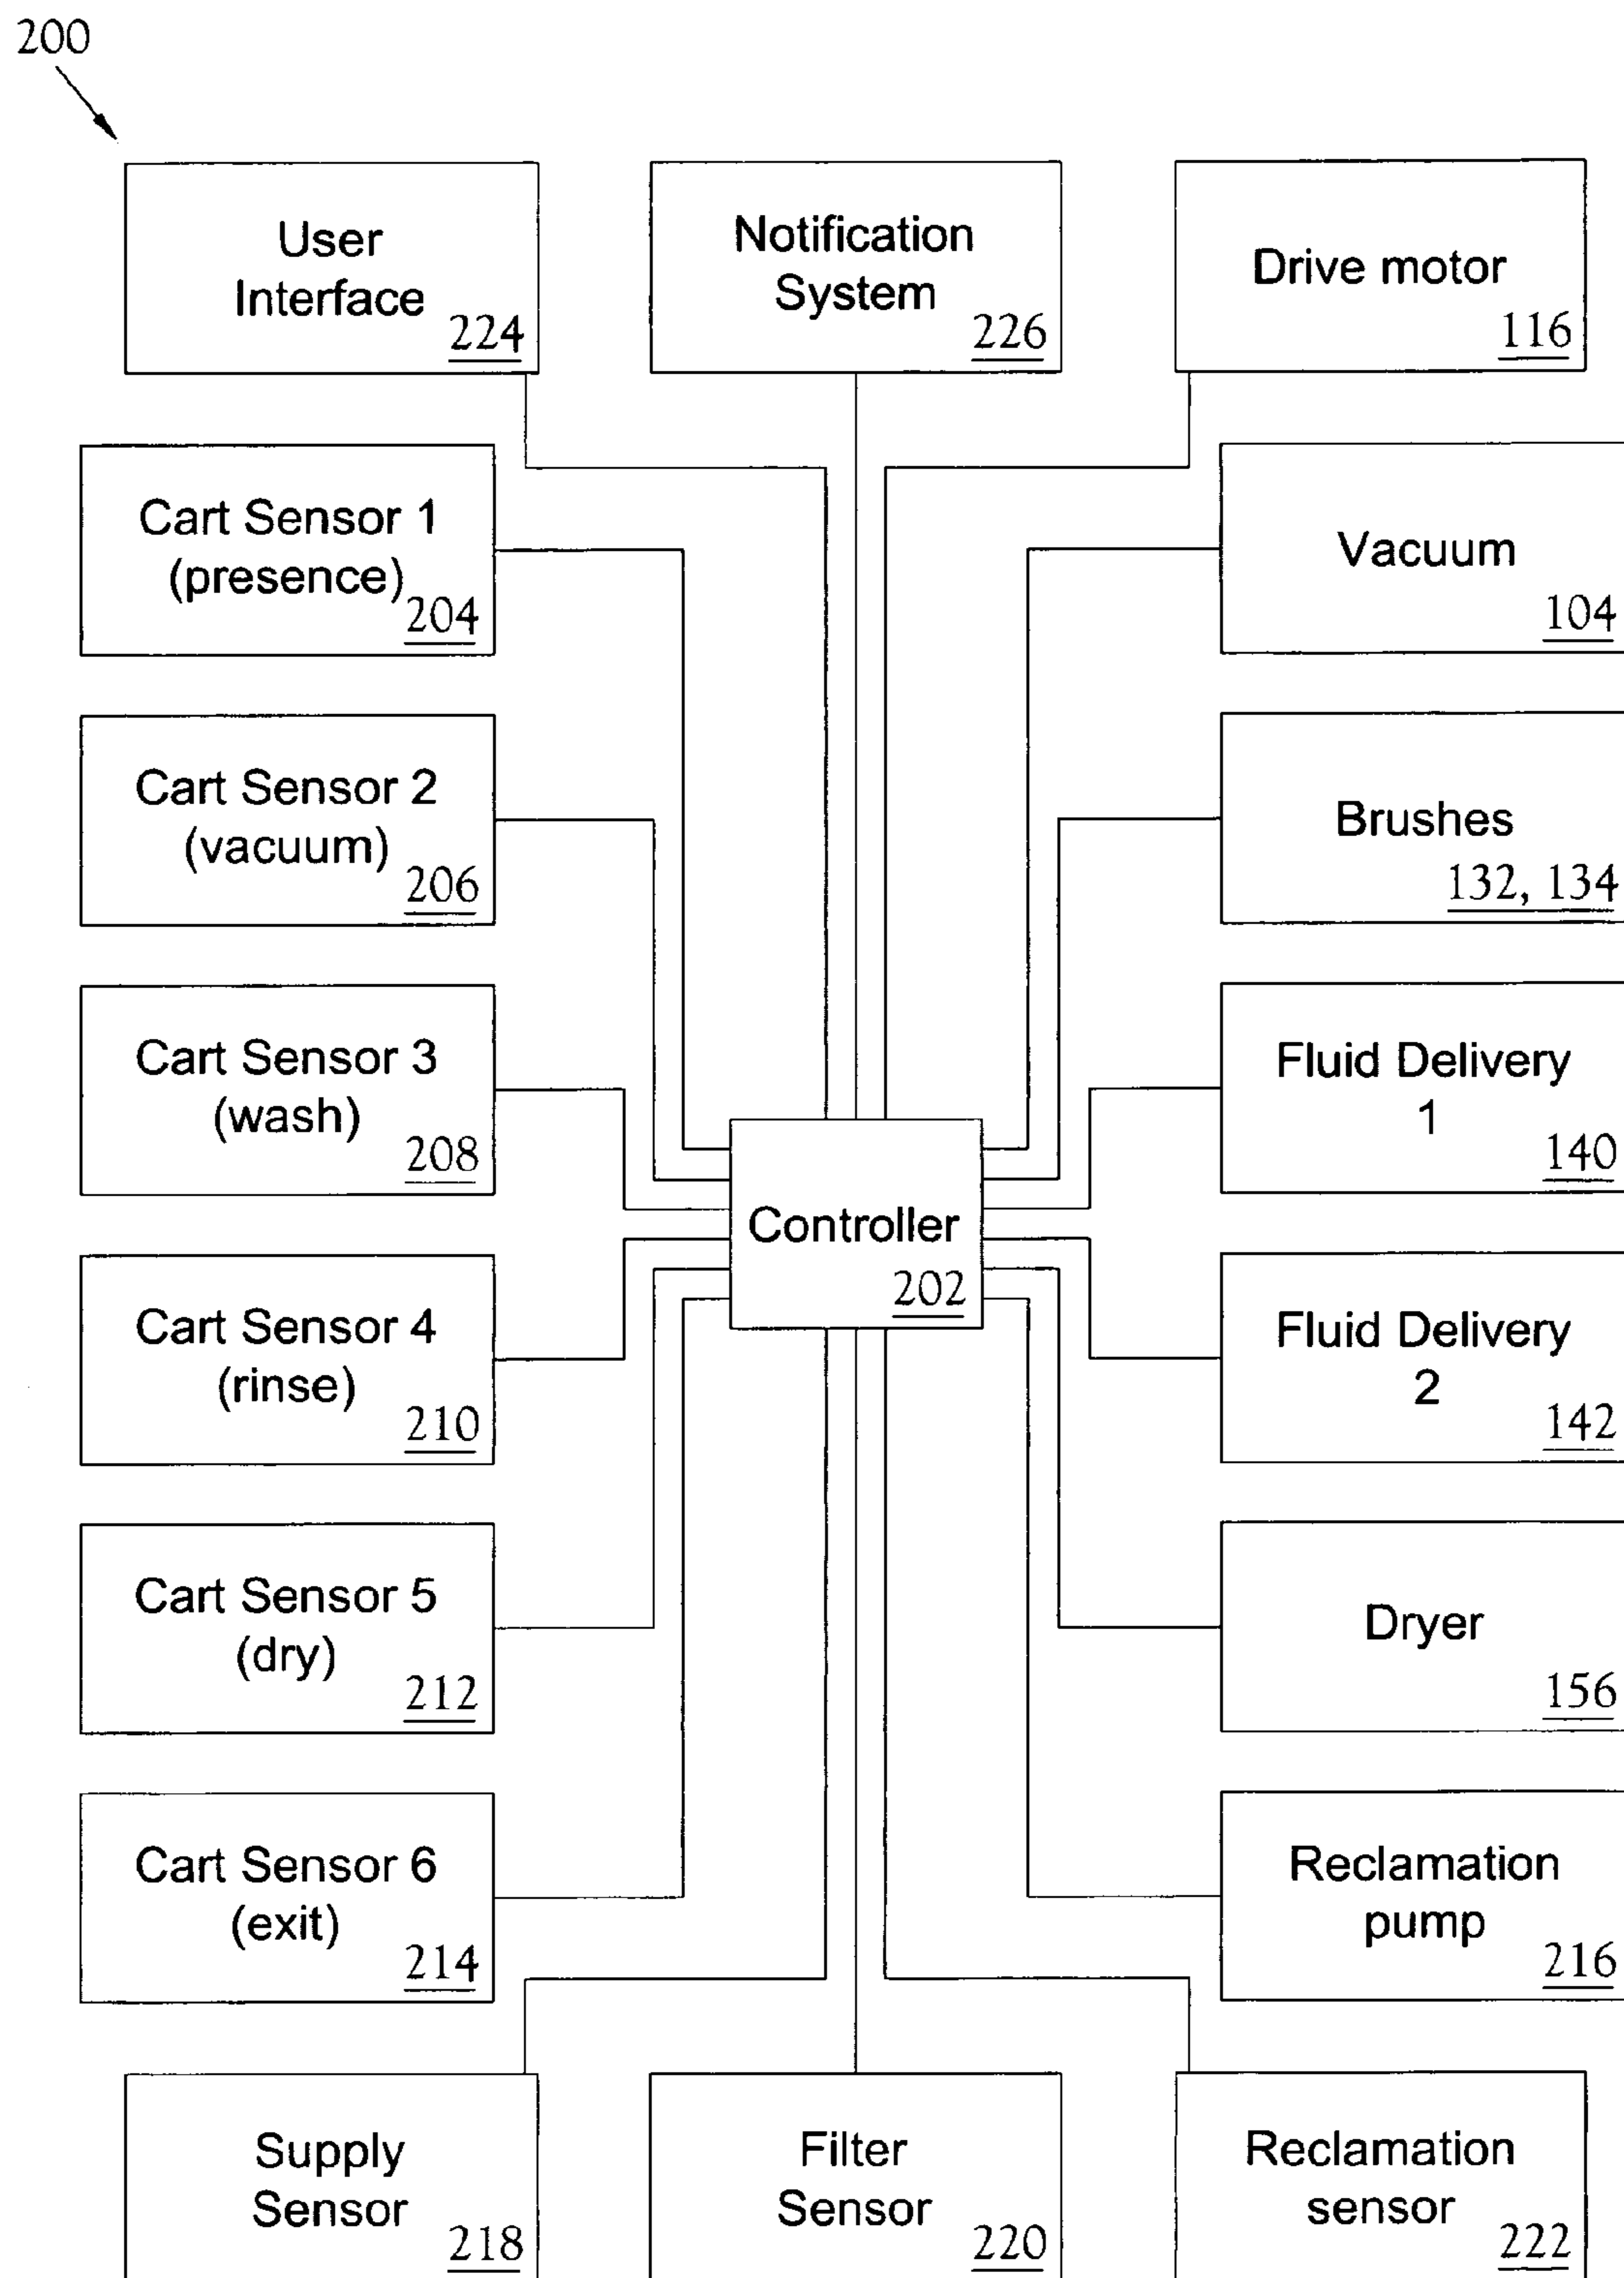 200
User
Interface
224
Notification
System
226
Drive motor
116
Cart Sensor 1
(presence)
204
Vacuum
104
Cart Sensor 2
(vacuum)
206
Brushes
132, 134
Cart Sensor 3
(wash)
208
Fluid Delivery
1
140
Controller
202
Cart Sensor 4
(rinse)
210
Fluid Delivery
2
142
Cart Sensor 5
(dry)
212
Dryer
156
Cart Sensor 6
(exit)
214
Reclamation
pump
216
Supply
Sensor
218
Filter
Sensor
220
Reclamation
sensor
222